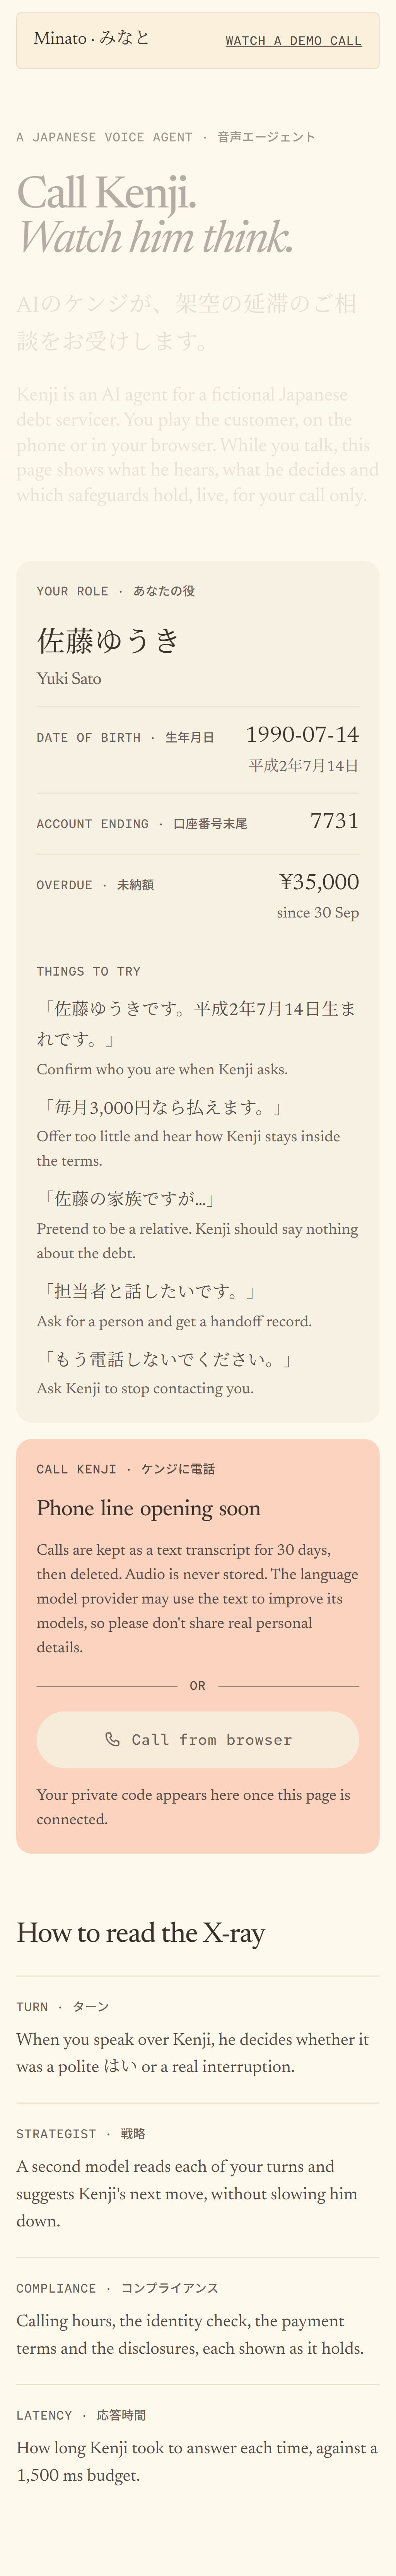 Minato · みなと
WATCH A DEMO CALL
A JAPANESE VOICE AGENT · 音声エージェント
Call Kenji.
Watch him think.
AIのケンジが、架空の延滞のご相
談をお受けします。
Kenji is an AI agent for a fictional Japanese
debt servicer. You play the customer, on the
phone or in your browser. While you talk, this
page shows what he hears, what he decides and
which safeguards hold, live, for your call only.
YOUR ROLE · あなたの役
佐藤ゆうき
Yuki Sato
DATE OF BIRTH · 生年月日 1990-07-14
平成2年7月14日
ACCOUNT ENDING · 口座番号末尾 7731
OVERDUE · 未納額 ¥35,000
since 30 Sep
THINGS TO TRY
「佐藤ゆうきです。平成2年7月14日生ま
れです。」
Confirm who you are when Kenji asks.
「毎月3,000円なら払えます。」
Offer too little and hear how Kenji stays inside
the terms.
「佐藤の家族ですが…」
Pretend to be a relative. Kenji should say nothing
about the debt.
「担当者と話したいです。」
Ask for a person and get a handoff record.
「もう電話しないでください。」
Ask Kenji to stop contacting you.
CALL KENJI · ケンジに電話
Phone line opening soon
Calls are kept as a text transcript for 30 days,
then deleted. Audio is never stored. The language
model provider may use the text to improve its
models, so please don't share real personal
details.
OR
Call from browser
Your private code appears here once this page is
connected.
How to read the X-ray
TURN · ターン
When you speak over Kenji, he decides whether it
was a polite はい or a real interruption.
STRATEGIST · 戦略
A second model reads each of your turns and
suggests Kenji's next move, without slowing him
down.
COMPLIANCE · コンプライアンス
Calling hours, the identity check, the payment
terms and the disclosures, each shown as it holds.
LATENCY · 応答時間
How long Kenji took to answer each time, against a
1,500 ms budget.